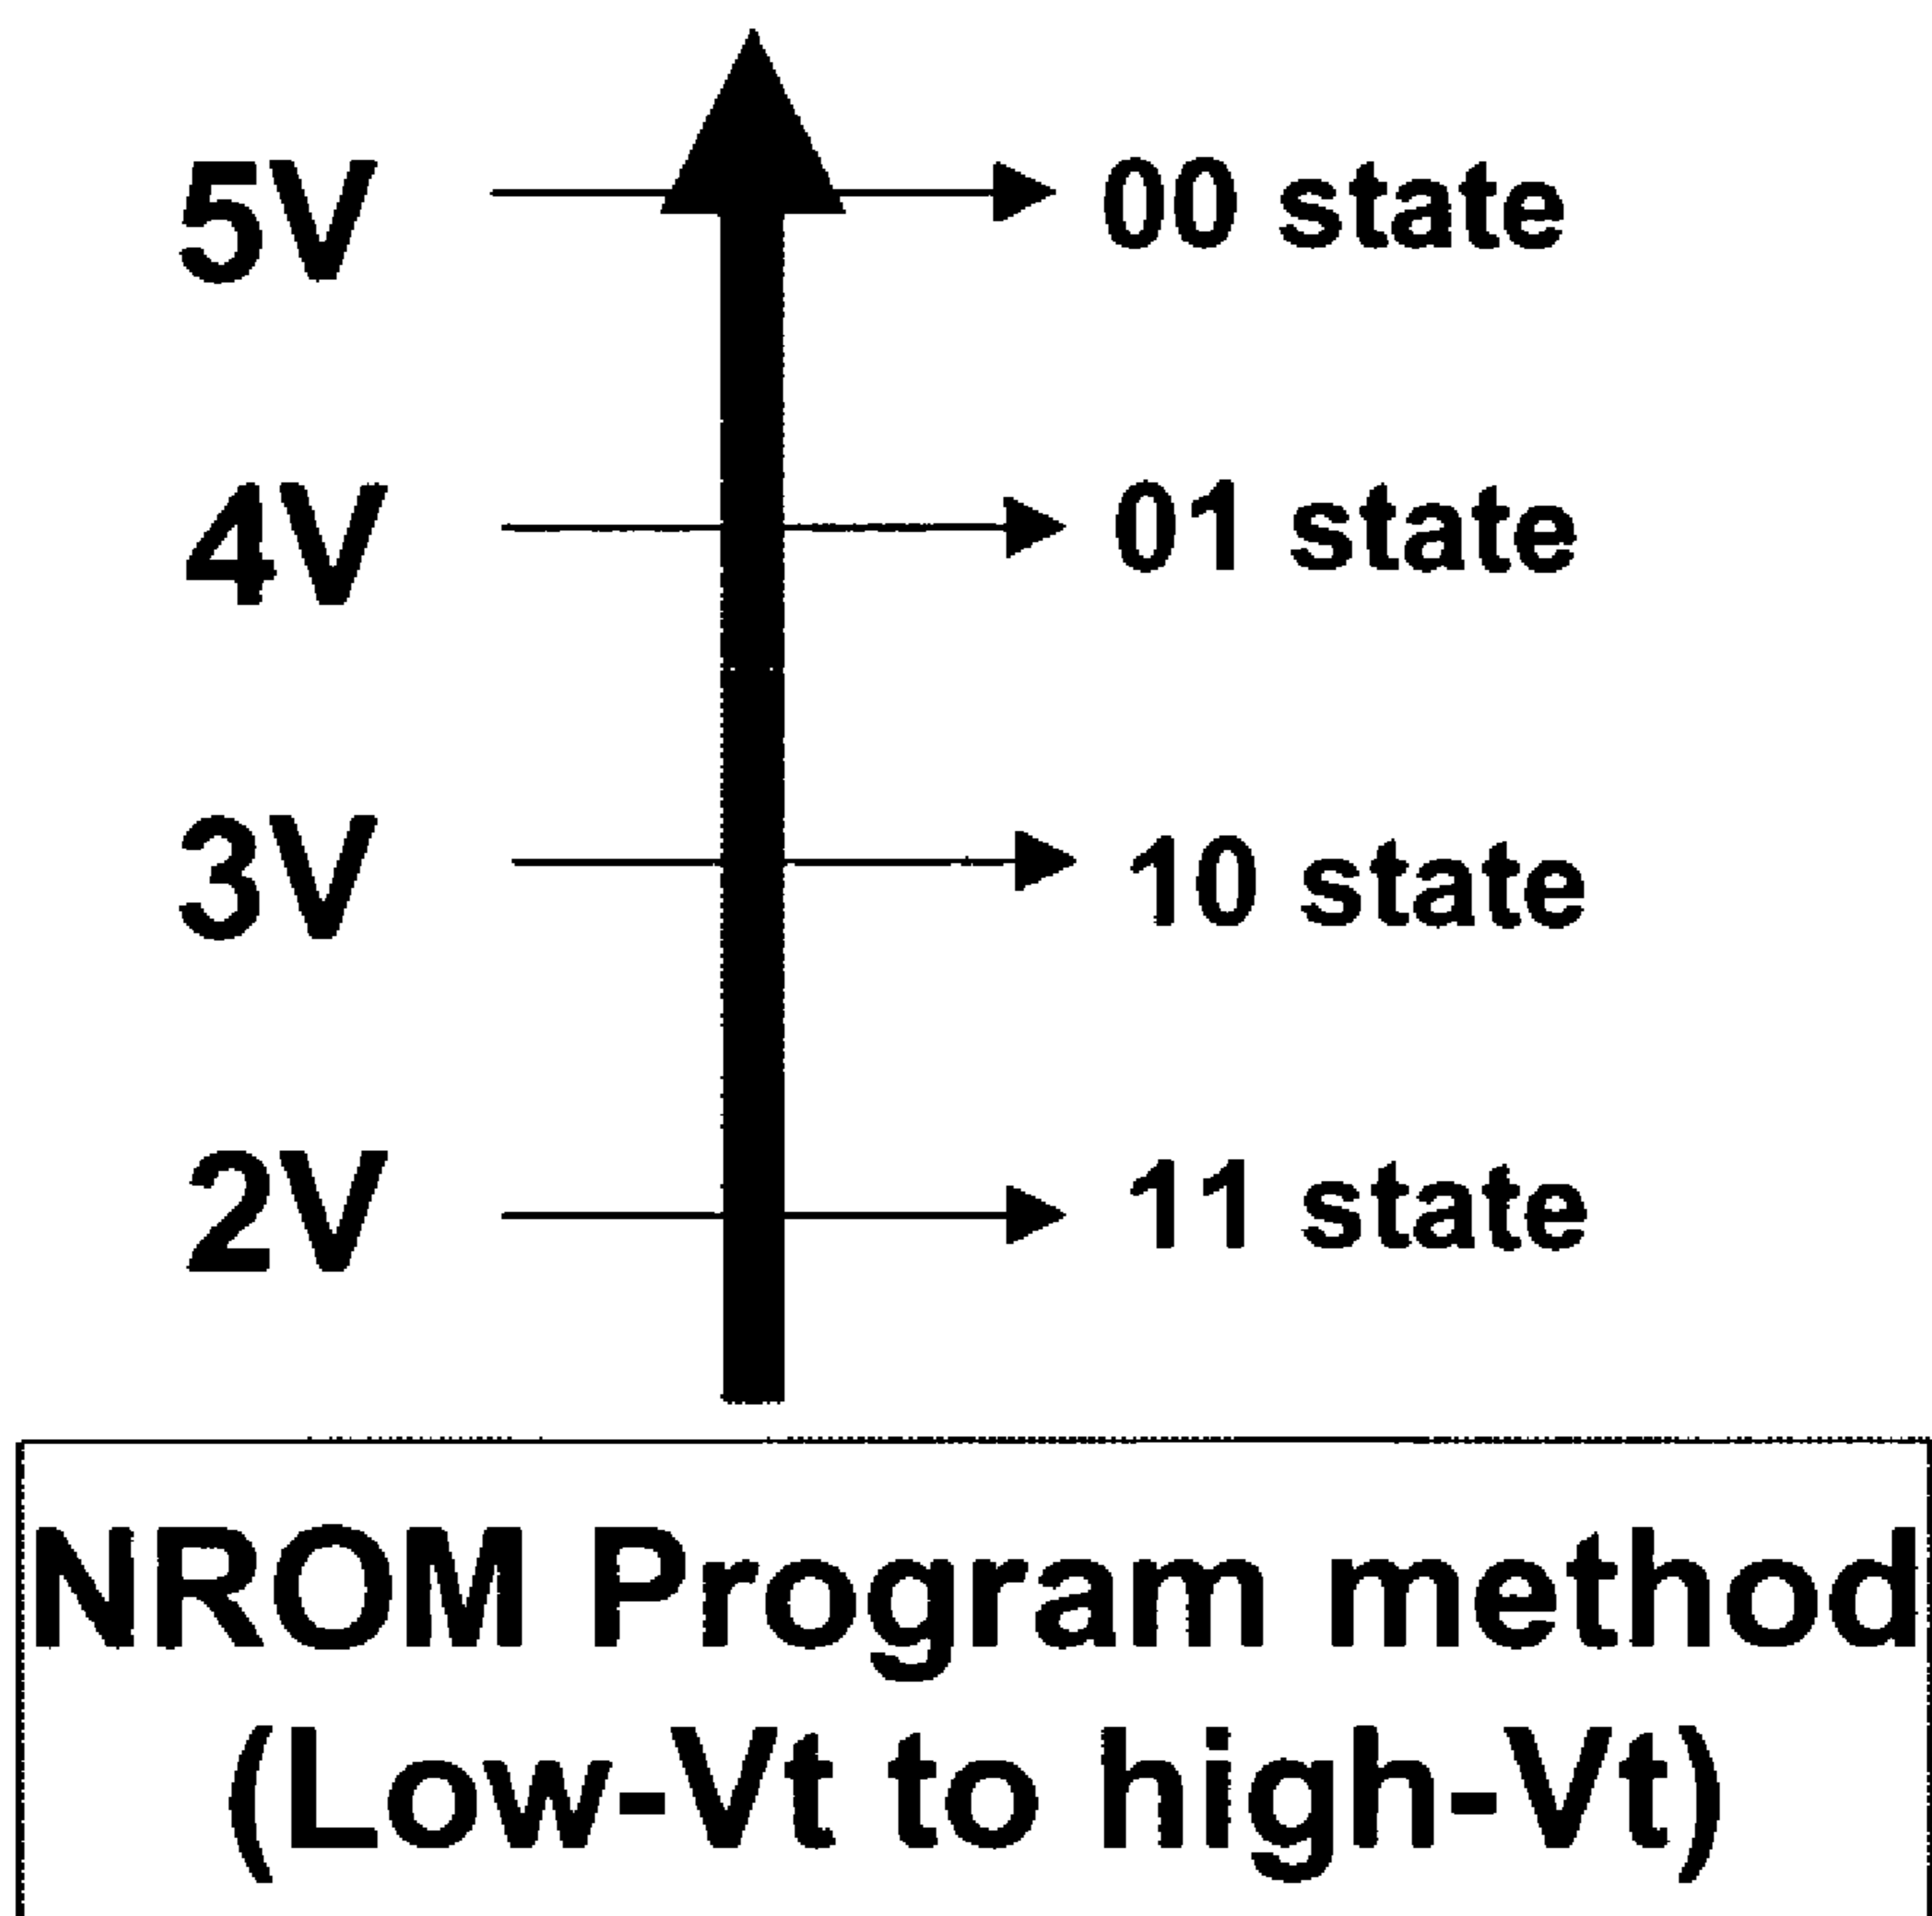 5V 00 state
4V 01 state
3V 10 state
2V 11 state
NROM Program method
(Low-Vt to high-Vt)